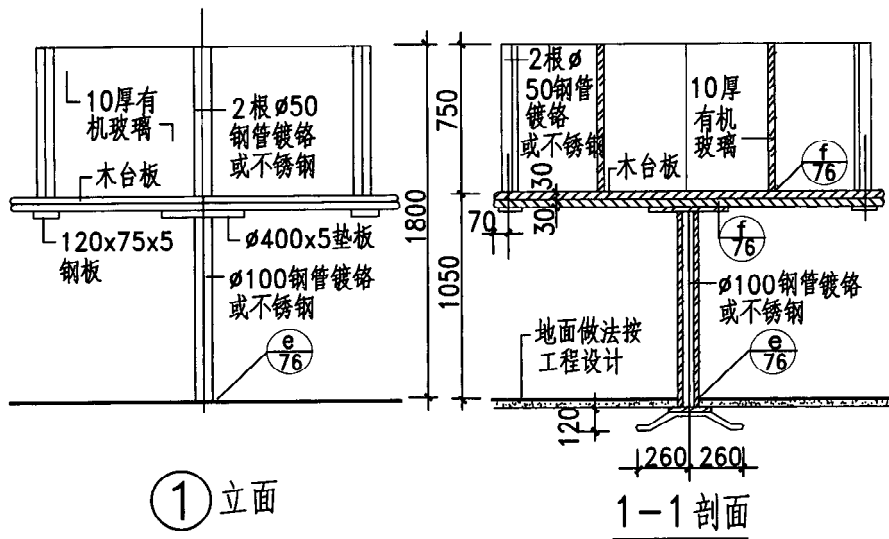 10厚有
机玻璃
2根ø50
钢管镀铬
或不锈钢
木台板
120x75x5
钢板
ø400x5垫板
ø100钢管镀铬
或不锈钢
e
76
750
1800
1050
2根ø
50钢管
镀铬
或不锈钢
10厚
有机
玻璃
木台板
f
76
30
30
70
f
76
ø100钢管镀铬
或不锈钢
地面做法按
工程设计
e
76
120
260
260
1 立面
1-1剖面